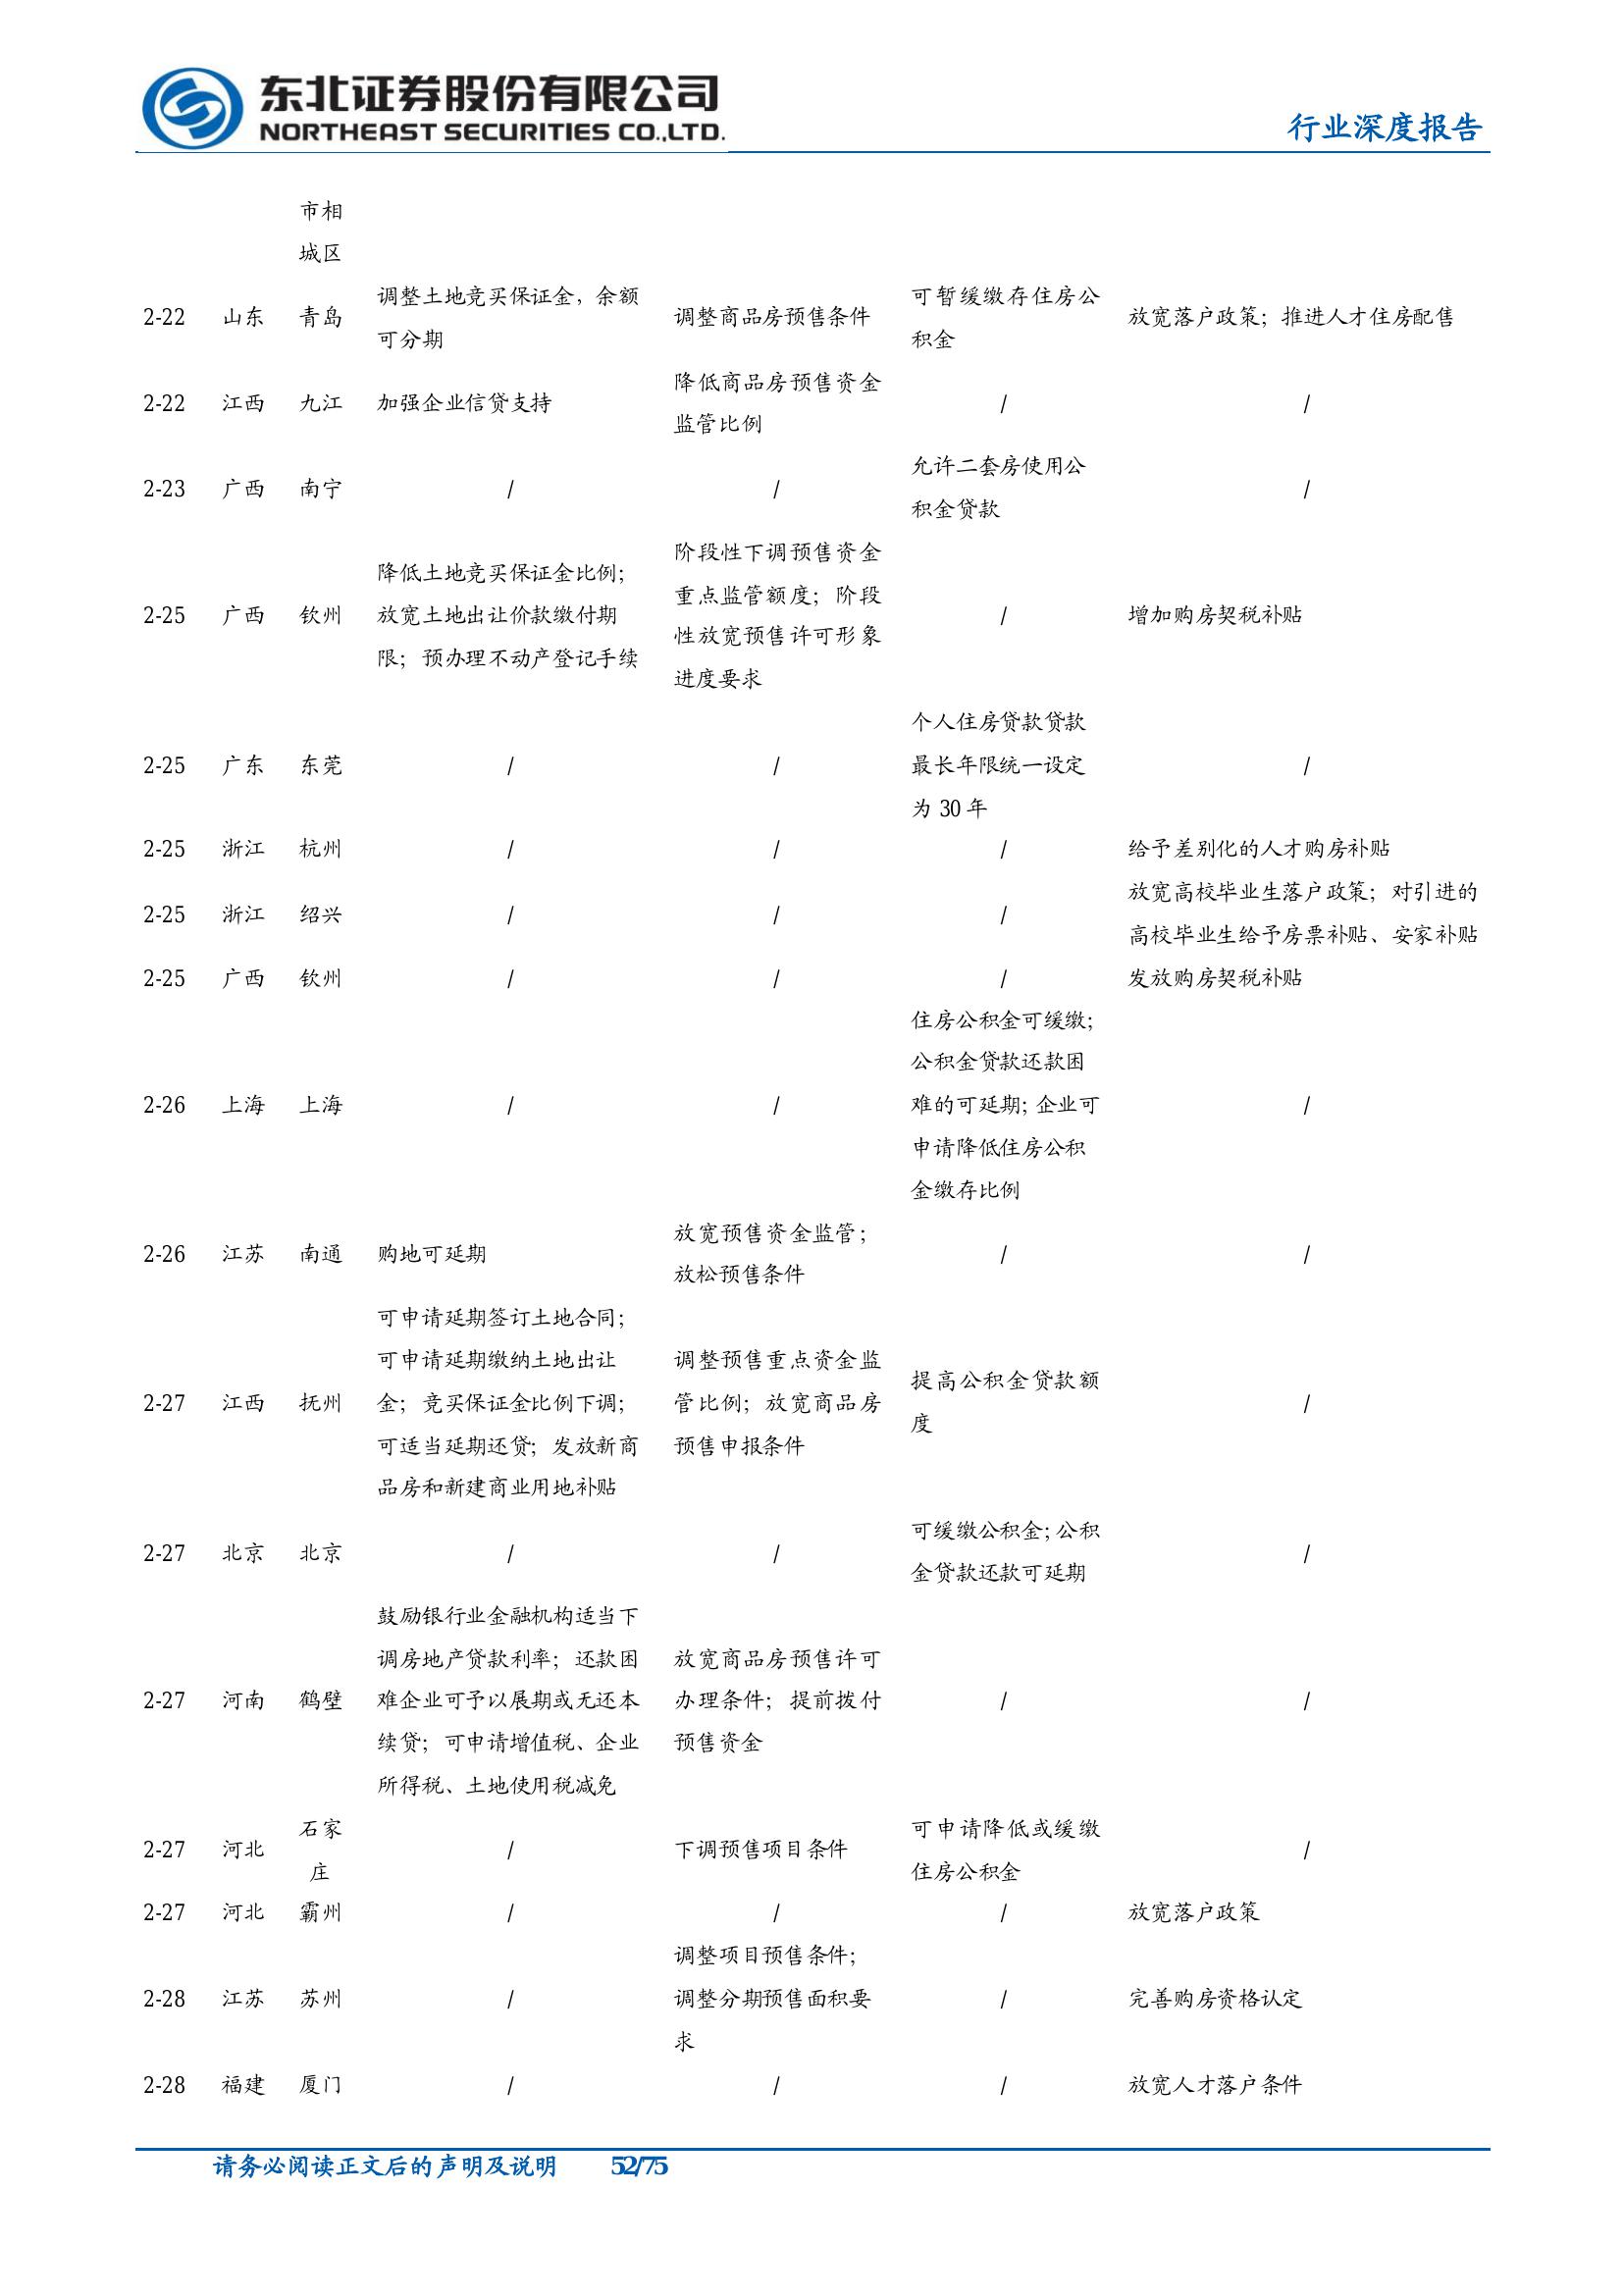 东北证券股份有限公司
NORTHEAST SECURITIES CO.,LTD.
行业深度报告
市相
城区
2-22 山东 青岛 调整土地竞买保证金，余额
可分期 调整商品房预售条件 可暂缓缴存住房公
积金 放宽落户政策；推进人才住房配售
2-22 江西 九江 加强企业信贷支持 降低商品房预售资金
监管比例 / /
2-23 广西 南宁 / / 允许二套房使用公
积金贷款 /
2-25 广西 钦州 降低土地竞买保证金比例；
放宽土地出让价款缴付期
限；预办理不动产登记手续 阶段性下调预售资金
重点监管额度；阶段
性放宽预售许可形象
进度要求 / 增加购房契税补贴
2-25 广东 东莞 / / 个人住房贷款贷款
最长年限统一设定
为 30 年 /
2-25 浙江 杭州 / / / 给予差别化的人才购房补贴
2-25 浙江 绍兴 / / / 放宽高校毕业生落户政策；对引进的
高校毕业生给予房票补贴、安家补贴
2-25 广西 钦州 / / / 发放购房契税补贴
2-26 上海 上海 / / 住房公积金可缓缴；
公积金贷款还款困
难的可延期；企业可
申请降低住房公积
金缴存比例 /
2-26 江苏 南通 购地可延期 放宽预售资金监管；
放松预售条件 / /
2-27 江西 抚州 可申请延期签订土地合同；
可申请延期缴纳土地出让
金；竞买保证金比例下调；
可适当延期还贷；发放新商
品房和新建商业用地补贴 调整预售重点资金监
管比例；放宽商品房
预售申报条件 提高公积金贷款额
度 /
2-27 北京 北京 / / 可缓缴公积金；公积
金贷款还款可延期 /
2-27 河南 鹤壁 鼓励银行业金融机构适当下
调房地产贷款利率；还款困
难企业可予以展期或无还本
续贷；可申请增值税、企业
所得税、土地使用税减免 放宽商品房预售许可
办理条件；提前拨付
预售资金 / /
2-27 河北 石家
庄 / 下调预售项目条件 可申请降低或缓缴
住房公积金 /
2-27 河北 霸州 / / / 放宽落户政策
2-28 江苏 苏州 / 调整项目预售条件；
调整分期预售面积要
求 / 完善购房资格认定
2-28 福建 厦门 / / / 放宽人才落户条件
请务必阅读正文后的声明及说明 52/75